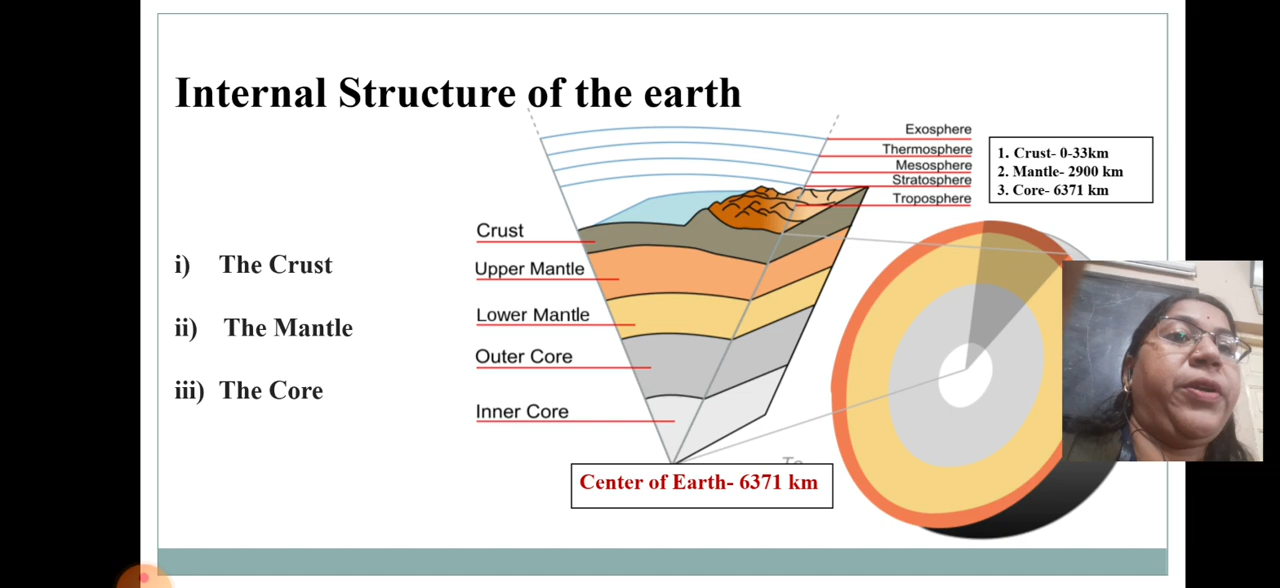 Internal Structure of the earth
Exosphere
Thermosphere
Mesosphere
Stratosphere
Troposphere
1. Crust- 0-33km
2. Mantle- 2900 km
3. Core- 6371 km
i) The Crust
ii) The Mantle
iii) The Core
Crust
Upper Mantle
Lower Mantle
Outer Core
Inner Core
Center of Earth- 6371 km